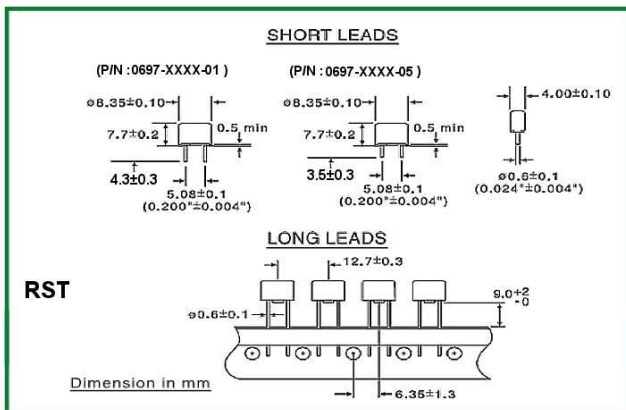 SHORT LEADS
(P/N : 0697-XXXX-01 )
(P/N : 0697-XXXX-05)
ø8.35±0.10
ø8.35±0.10
4.00±0.10
7.7±0.2
0.5 min
7.7±0.2
0.5 min
4.3±0.3
3.5±0.3
5.08±0.1
(0.200"±0.004")
5.08±0.1
(0.200"±0.004")
ø0.6±0.1
(0.024"±0.004")
LONG LEADS
12.7±0.3
RST
9.0+2
-0
ø0.6±0.1
6.35±1.3
Dimension in mm